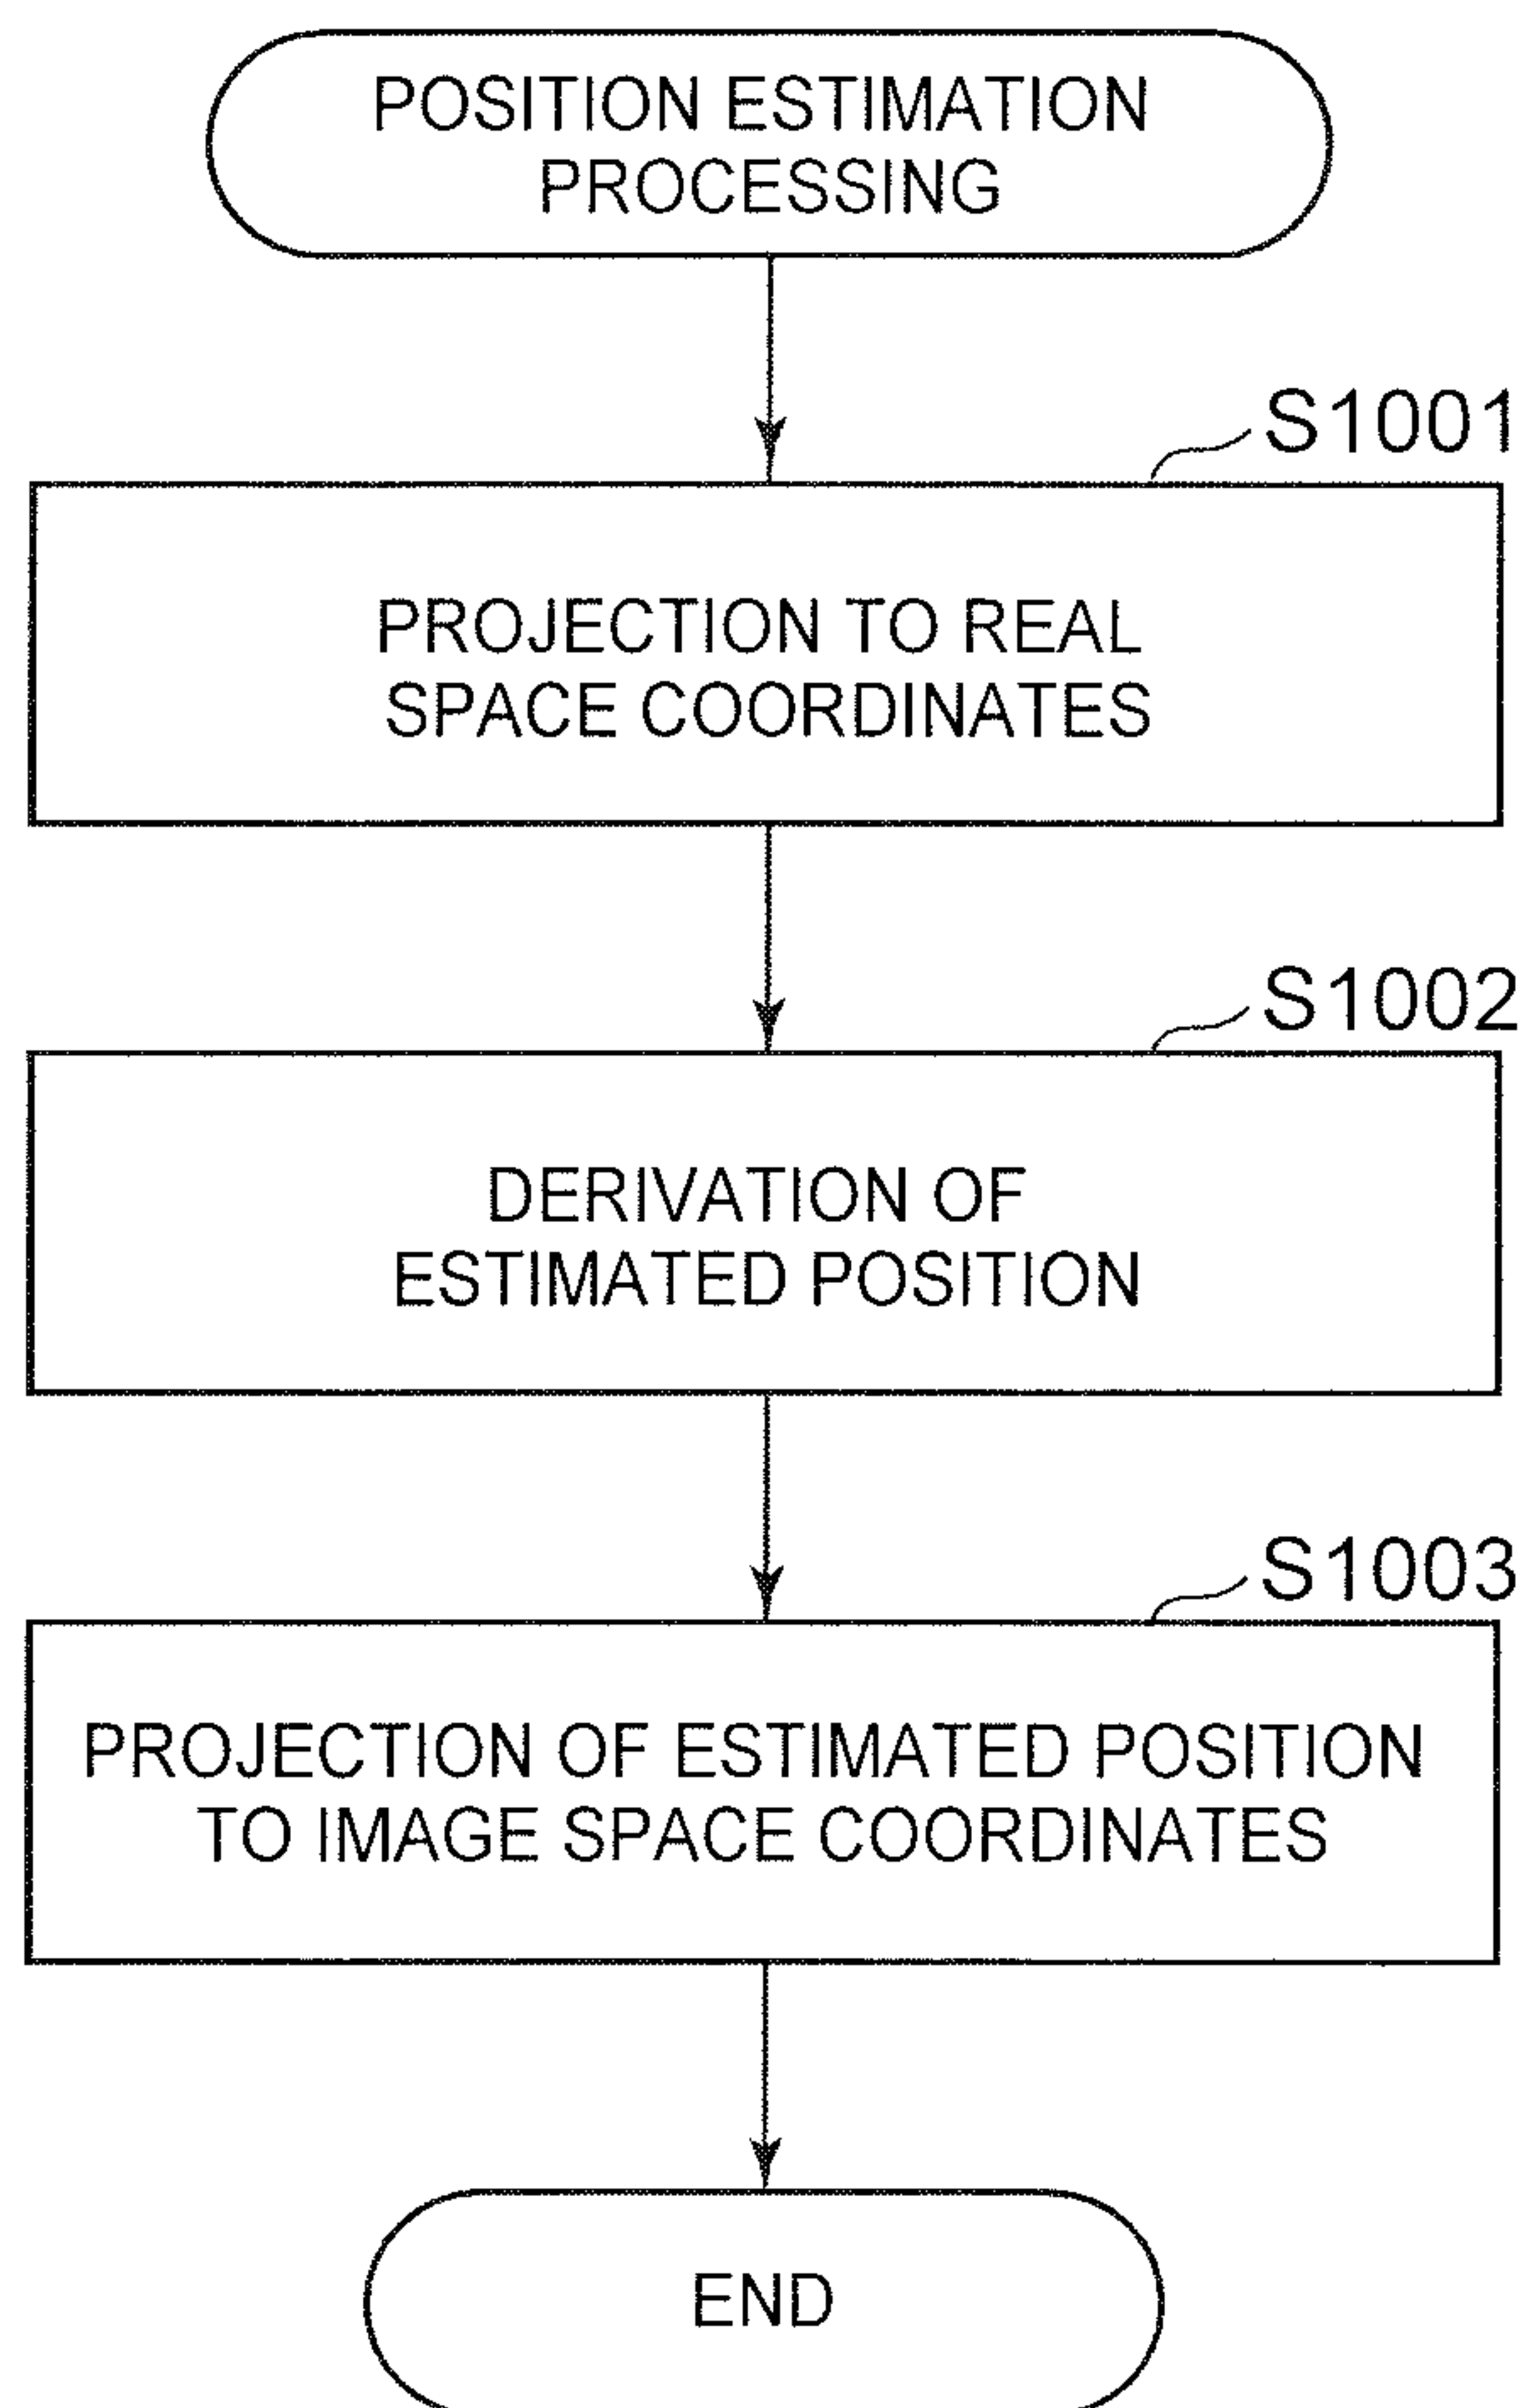 POSITION ESTIMATION
PROCESSING
S1001
PROJECTION TO REAL
SPACE COORDINATES
S1002
DERIVATION OF
ESTIMATED POSITION
S1003
PROJECTION OF ESTIMATED POSITION
TO IMAGE SPACE COORDINATES
END